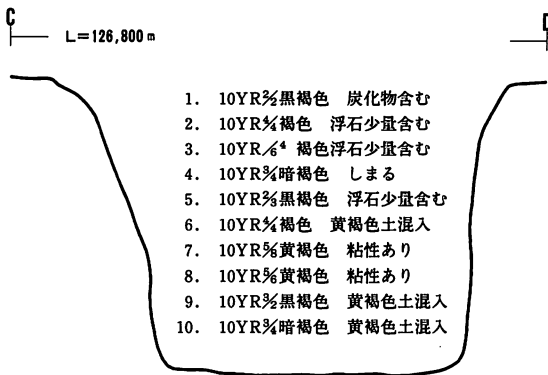 C
L=126,800m
1. 10YR2/2黒褐色 炭化物含む
2. 10YR4/4褐色 浮石少量含む
3. 10YR/6⁴ 褐色浮石少量含む
4. 10YR3/4暗褐色 しまる
5. 10YR2/3黒褐色 浮石少量含む
6. 10YR4/4褐色 黄褐色土混入
7. 10YR5/8黄褐色 粘性あり
8. 10YR5/8黄褐色 粘性あり
9. 10YR3/2黒褐色 黄褐色土混入
10. 10YR3/4暗褐色 黄褐色土混入